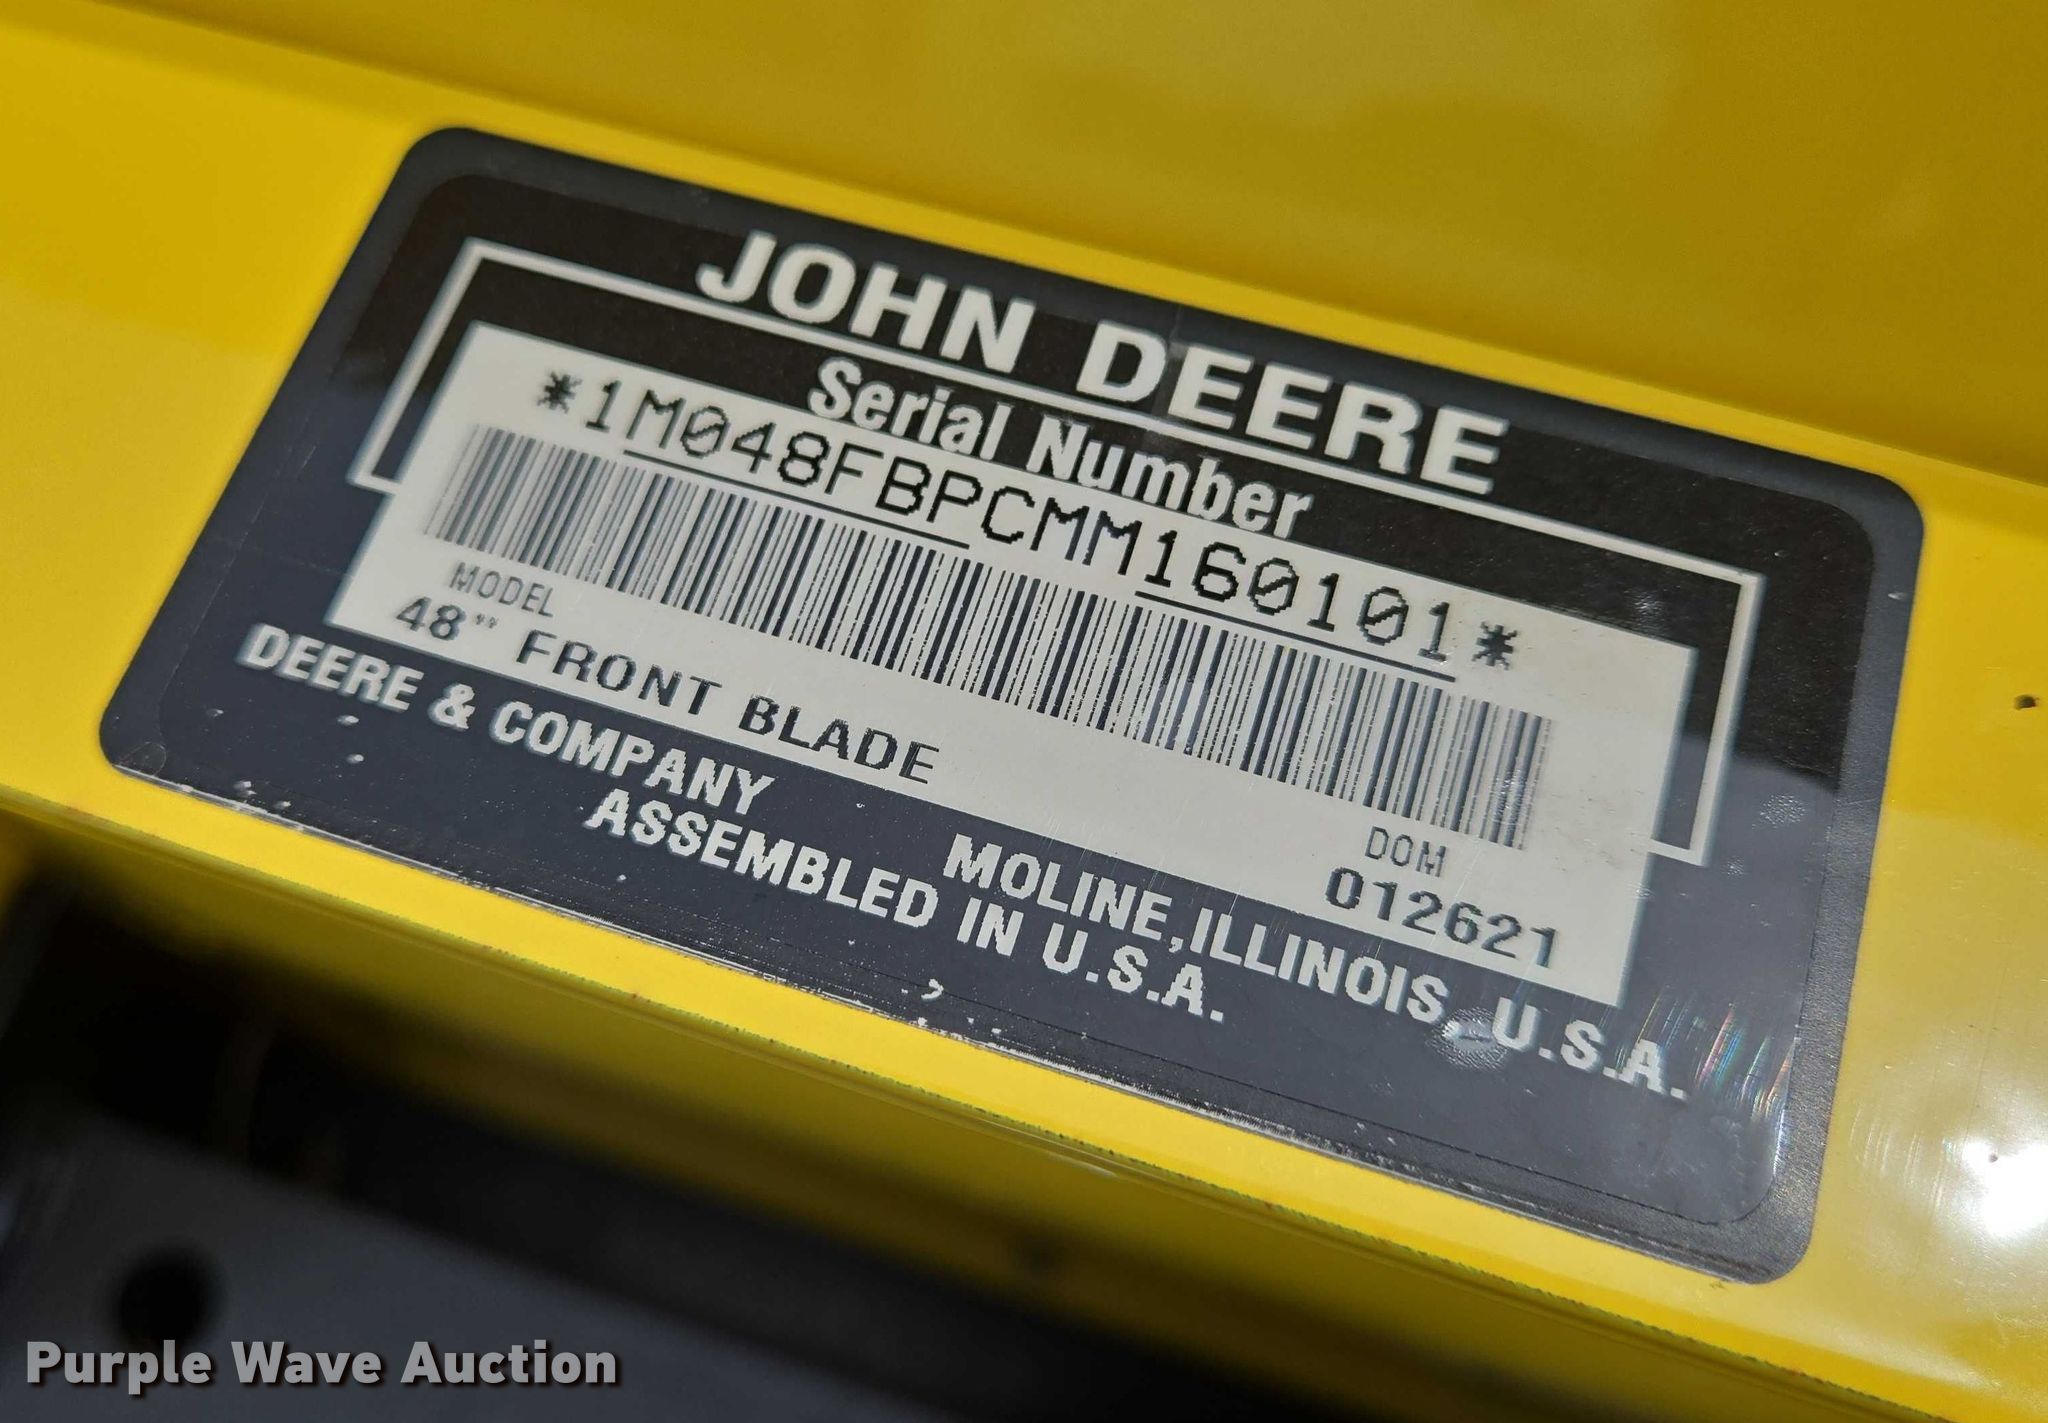 JOHN DEERE
Serial Number
*1M048FBPCMM160101*
MODEL
48" FRONT BLADE
DOM
012621
DEERE & COMPANY MOLINE, ILLINOIS, U.S.A.
ASSEMBLED IN U.S.A.
Purple Wave Auction